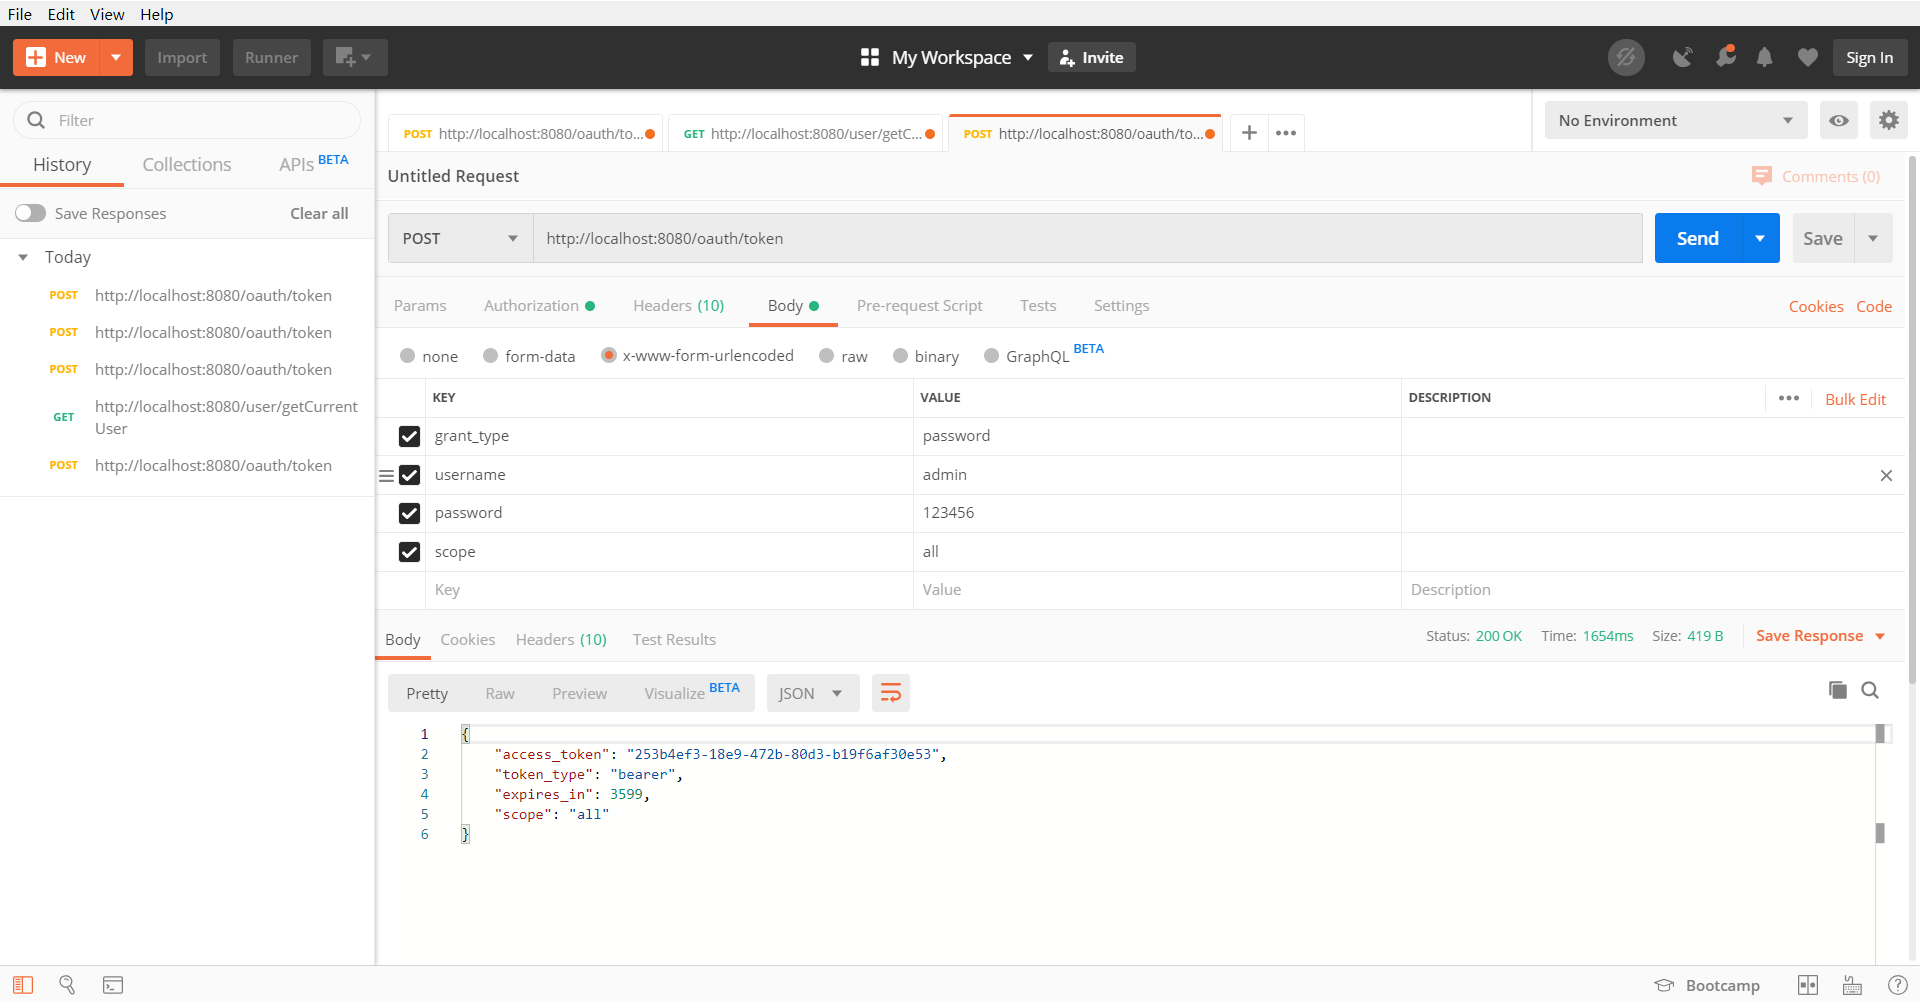 File Edit View Help
New Import Runner My Workspace Invite Sign In
Filter
History Collections APIs BETA
Save Responses Clear all
Today
POST http://localhost:8080/oauth/token
POST http://localhost:8080/oauth/token
POST http://localhost:8080/oauth/token
GET http://localhost:8080/user/getCurrent
User
POST http://localhost:8080/oauth/token
POST http://localhost:8080/oauth/to... GET http://localhost:8080/user/getC... POST http://localhost:8080/oauth/to... No Environment
Untitled Request Comments (0)
POST http://localhost:8080/oauth/token Send Save
Params Authorization Headers (10) Body Pre-request Script Tests Settings Cookies Code
none form-data x-www-form-urlencoded raw binary GraphQL BETA
KEY VALUE DESCRIPTION Bulk Edit
grant_type password
username admin
password 123456
scope all
Key Value Description
Body Cookies Headers (10) Test Results Status: 200 OK Time: 1654ms Size: 419 B Save Response
Pretty Raw Preview Visualize BETA JSON
1 {
2 "access_token": "253b4ef3-18e9-472b-80d3-b19f6af30e53",
3 "token_type": "bearer",
4 "expires_in": 3599,
5 "scope": "all"
6 }
Bootcamp